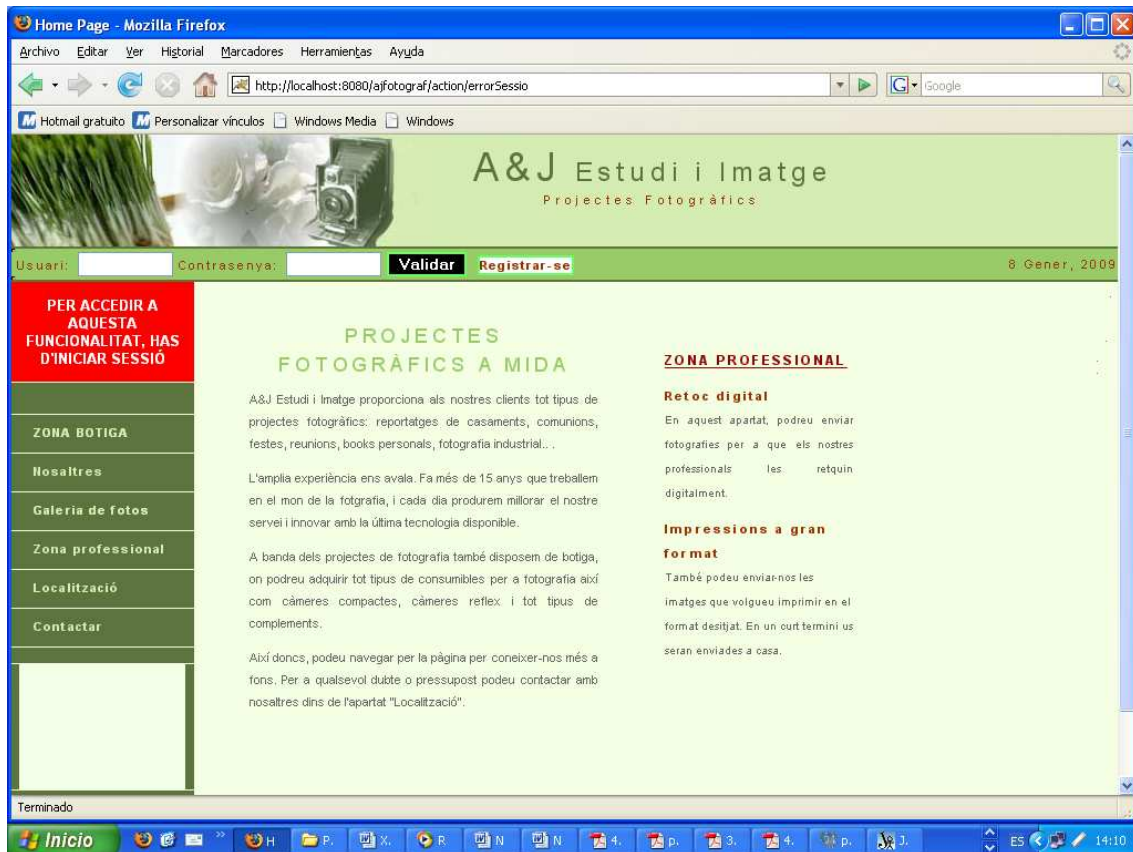 Home Page - Mozilla Firefox
Archivo Editar Ver Historial Marcadores Herramientas Ayuda
http://localhost:8080/ajfotograf/action/errorSessio
G Google
Hotmail gratuito Personalizar vínculos Windows Media Windows
A&J Estudi i Imatge
Projectes Fotogràfics
Usuari: Contrasenya: Validar Registrar-se 8 Gener, 2009
PER ACCEDIR A
AQUESTA
FUNCIONALITAT, HAS
D'INICIAR SESSIÓ
ZONA BOTIGA
Nosaltres
Galeria de fotos
Zona professional
Localització
Contactar
PROJECTES
FOTOGRÀFICS A MIDA
A&J Estudi i Imatge proporciona als nostres clients tot tipus de
projectes fotogràfics: reportatges de casaments, comunions,
festes, reunions, books personals, fotografia industrial.. .
L'amplia experiència ens avala. Fa més de 15 anys que treballem
en el mon de la fotgrafia, i cada dia produrem millorar el nostre
servei i innovar amb la última tecnologia disponible.
A banda dels projectes de fotografia també disposem de botiga,
on podreu adquirir tot tipus de consumibles per a fotografia així
com càmeres compactes, càmeres reflex i tot tipus de
complements.
Així doncs, podeu navegar per la pàgina per coneixer-nos més a
fons. Per a qualsevol dubte o pressupost podeu contactar amb
nosaltres dins de l'apartat "Localització".
ZONA PROFESSIONAL
Retoc digital
En aquest apartat, podreu enviar
fotografies per a que els nostres
professionals les retquin
digitalment.
Impressions a gran
format
També podeu enviar-nos les
imatges que volgueu imprimir en el
format desitjat. En un curt termini us
seran enviades a casa.
Terminado
Inicio H P. X. R N N 4. p. 3. 4. p. J. ES 14:10